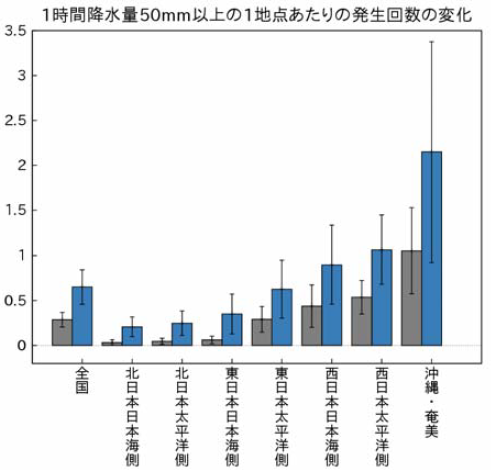 1時間降水量50mm以上の1地点あたりの発生回数の変化
3.5
3
2.5
2
1.5
1
0.5
0
全国
北日本日本海側
北日本太平洋側
東日本日本海側
東日本太平洋側
西日本日本海側
西日本太平洋側
沖縄・奄美